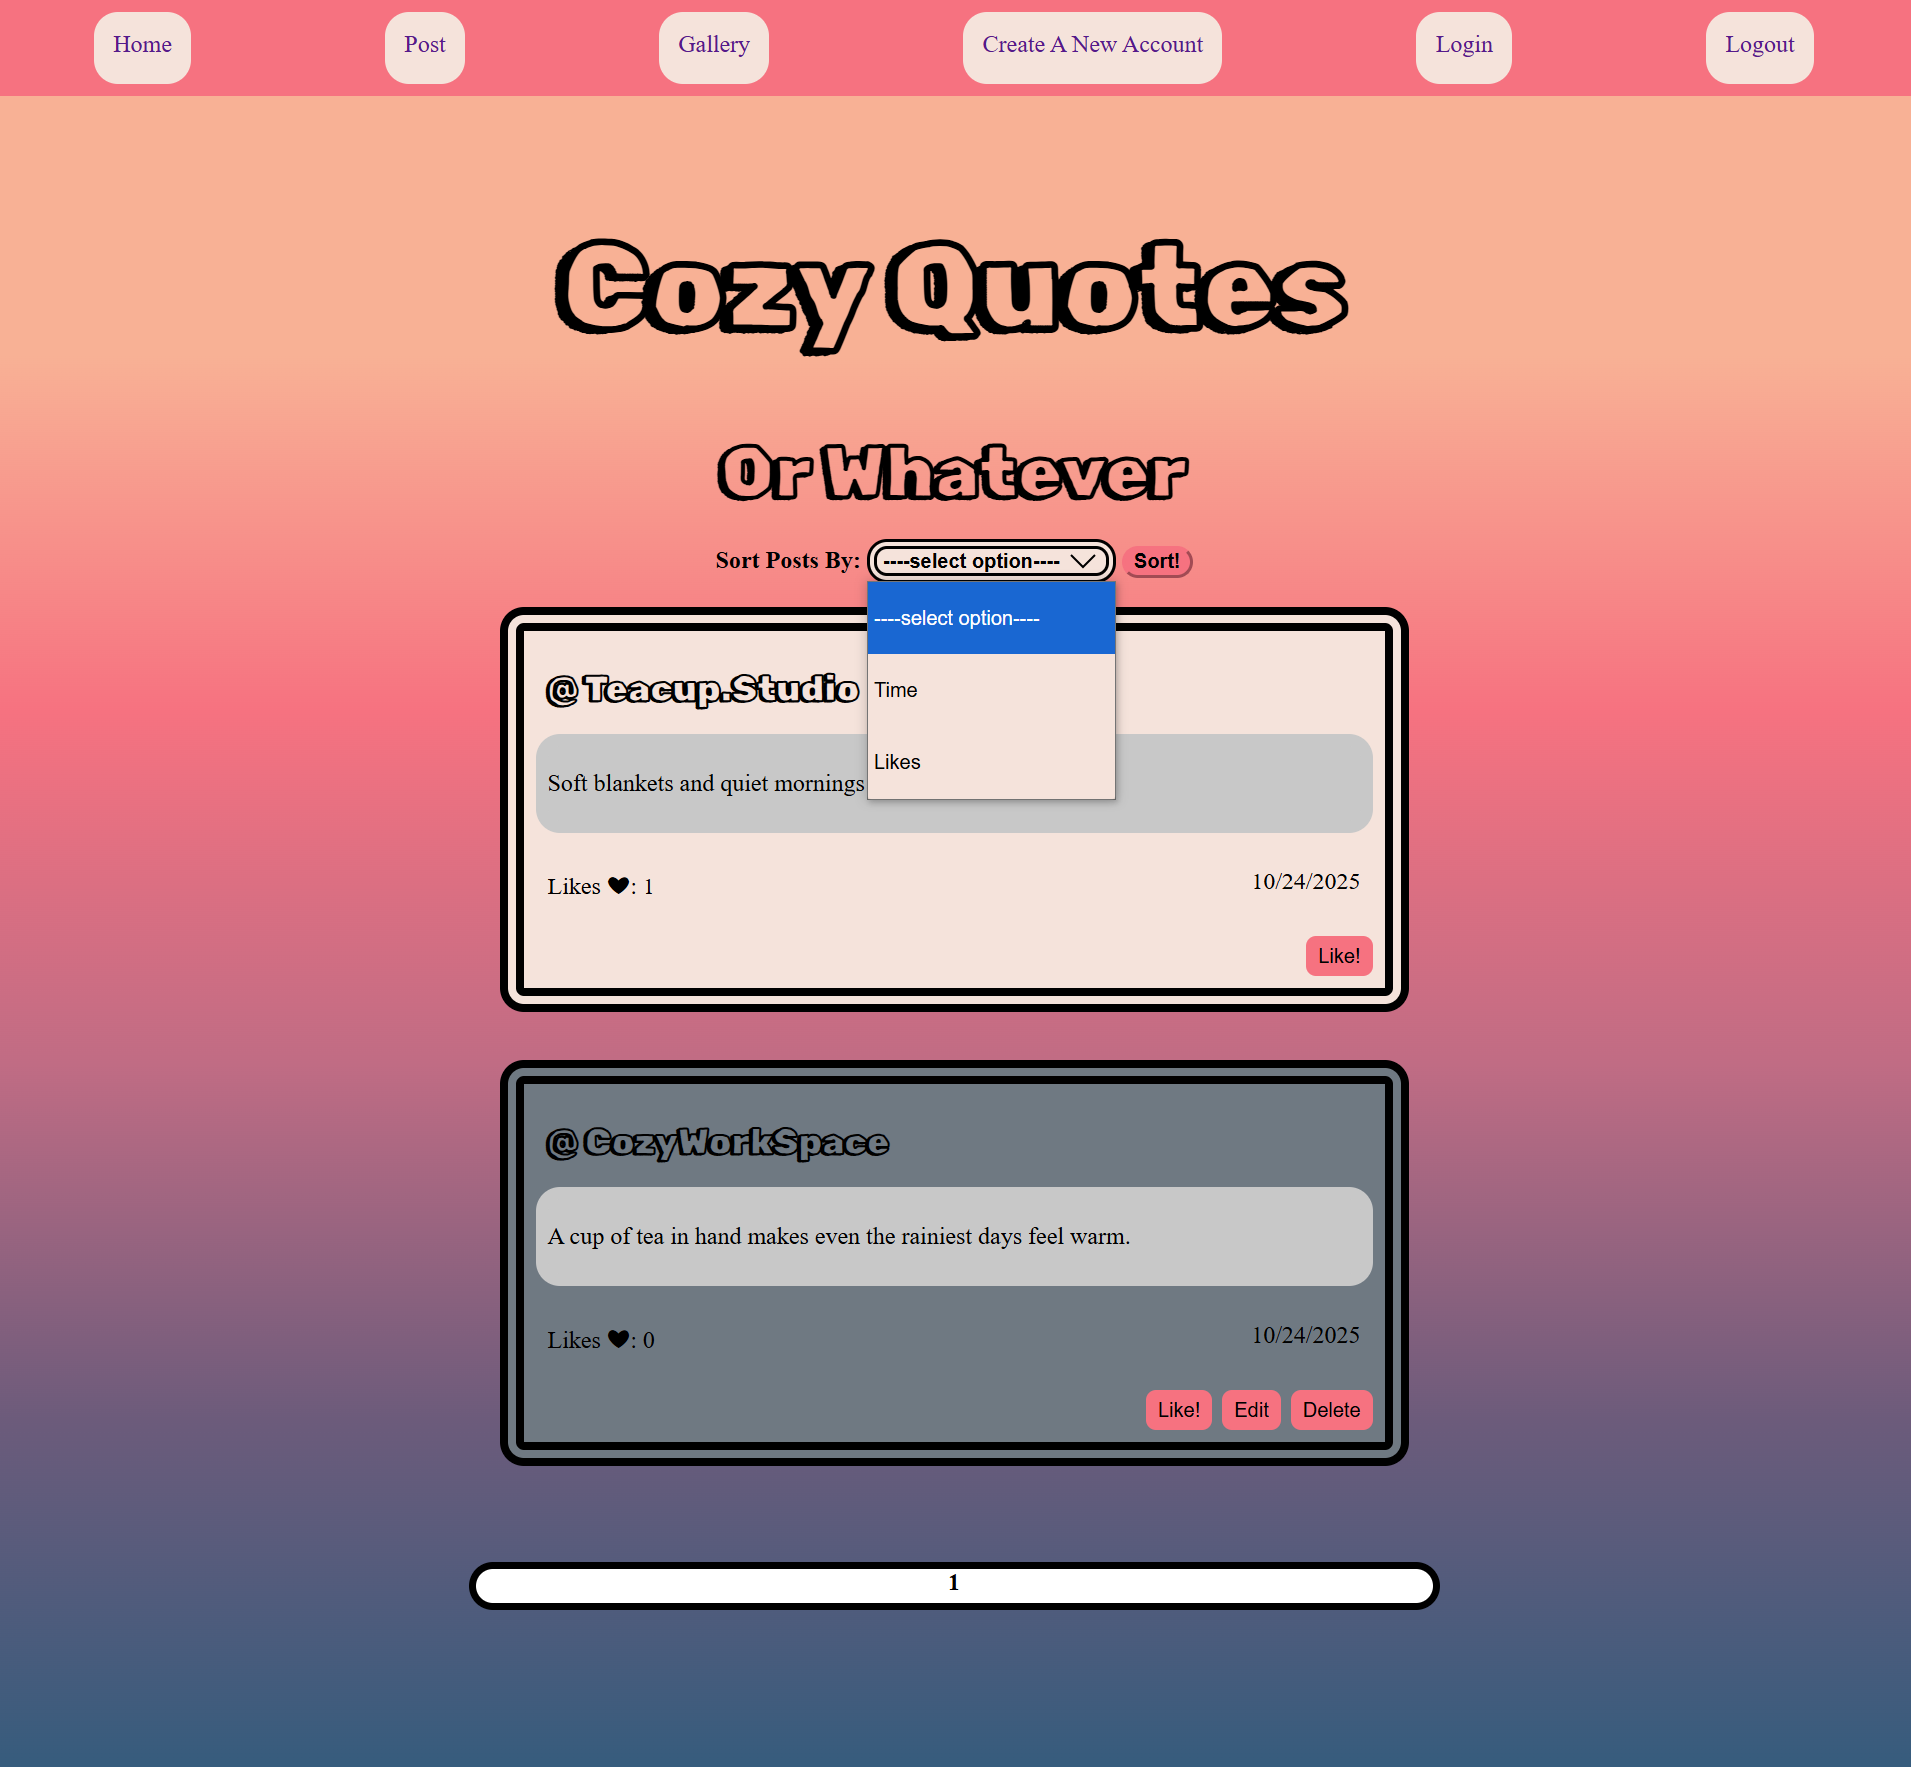 Home Post Gallery Create A New Account Login Logout
Cozy Quotes
Or Whatever
Sort Posts By: ----select option---- Sort!
----select option----
Time
Likes
@ Teacup.Studio
Soft blankets and quiet mornings
Likes ♥: 1 10/24/2025
Like!
@ CozyWorkSpace
A cup of tea in hand makes even the rainiest days feel warm.
Likes ♥: 0 10/24/2025
Like! Edit Delete
1